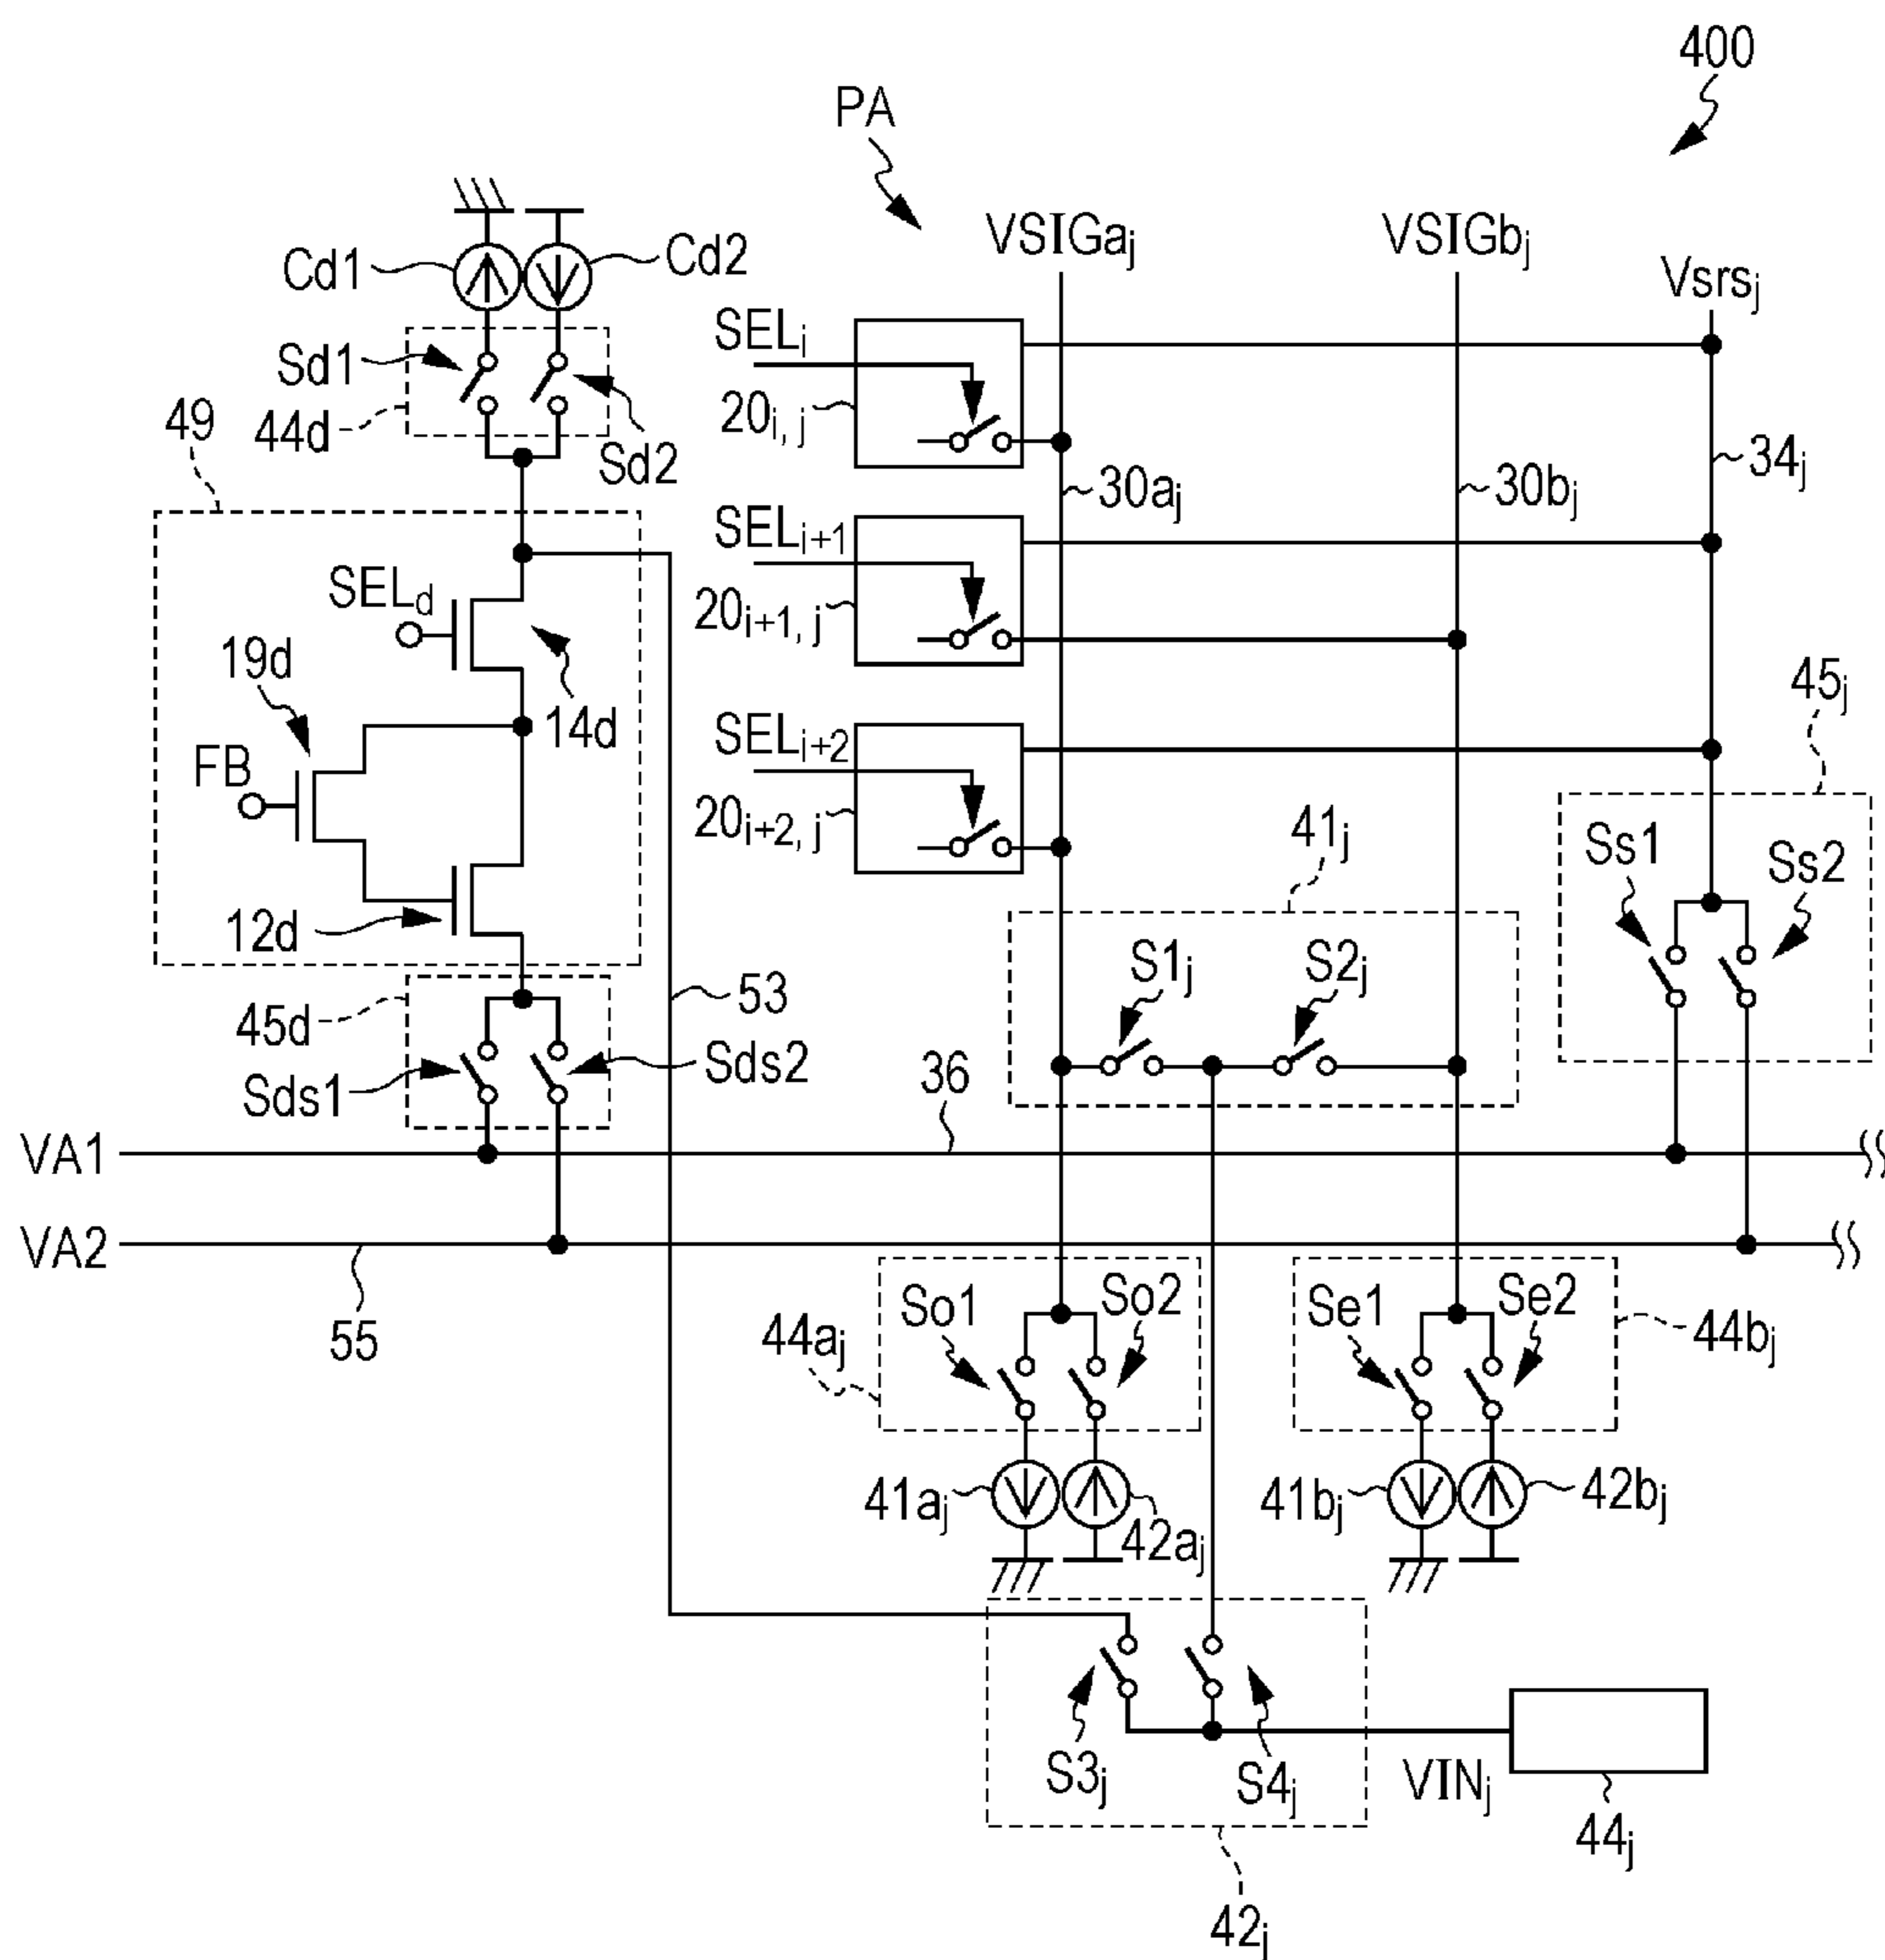 400
PA
VSIGaj
VSIGbj
Vsrsj
Cd1
Cd2
SELi
Sd1
20i, j
49
44d
Sd2
30aj
30bj
34j
SELi+1
SELd
20i+1, j
19d
14d
SELi+2
45j
FB
20i+2, j
41j
Ss1
Ss2
12d
S1j
S2j
53
45d
Sds2
Sds1
36
VA1
VA2
So1
So2
Se1
Se2
55
44aj
44bj
41aj
42aj
41bj
42bj
S3j
S4j
VINj
44j
42j